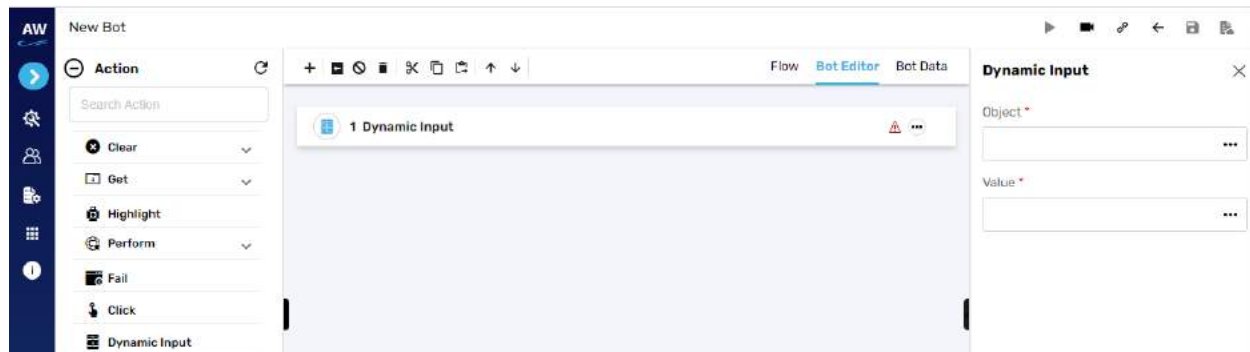 AW
New Bot
Action
Search Action
Clear
Get
Highlight
Perform
Fail
Click
Dynamic Input
Flow Bot Editor Bot Data
1 Dynamic Input
Dynamic Input
Object *
Value *